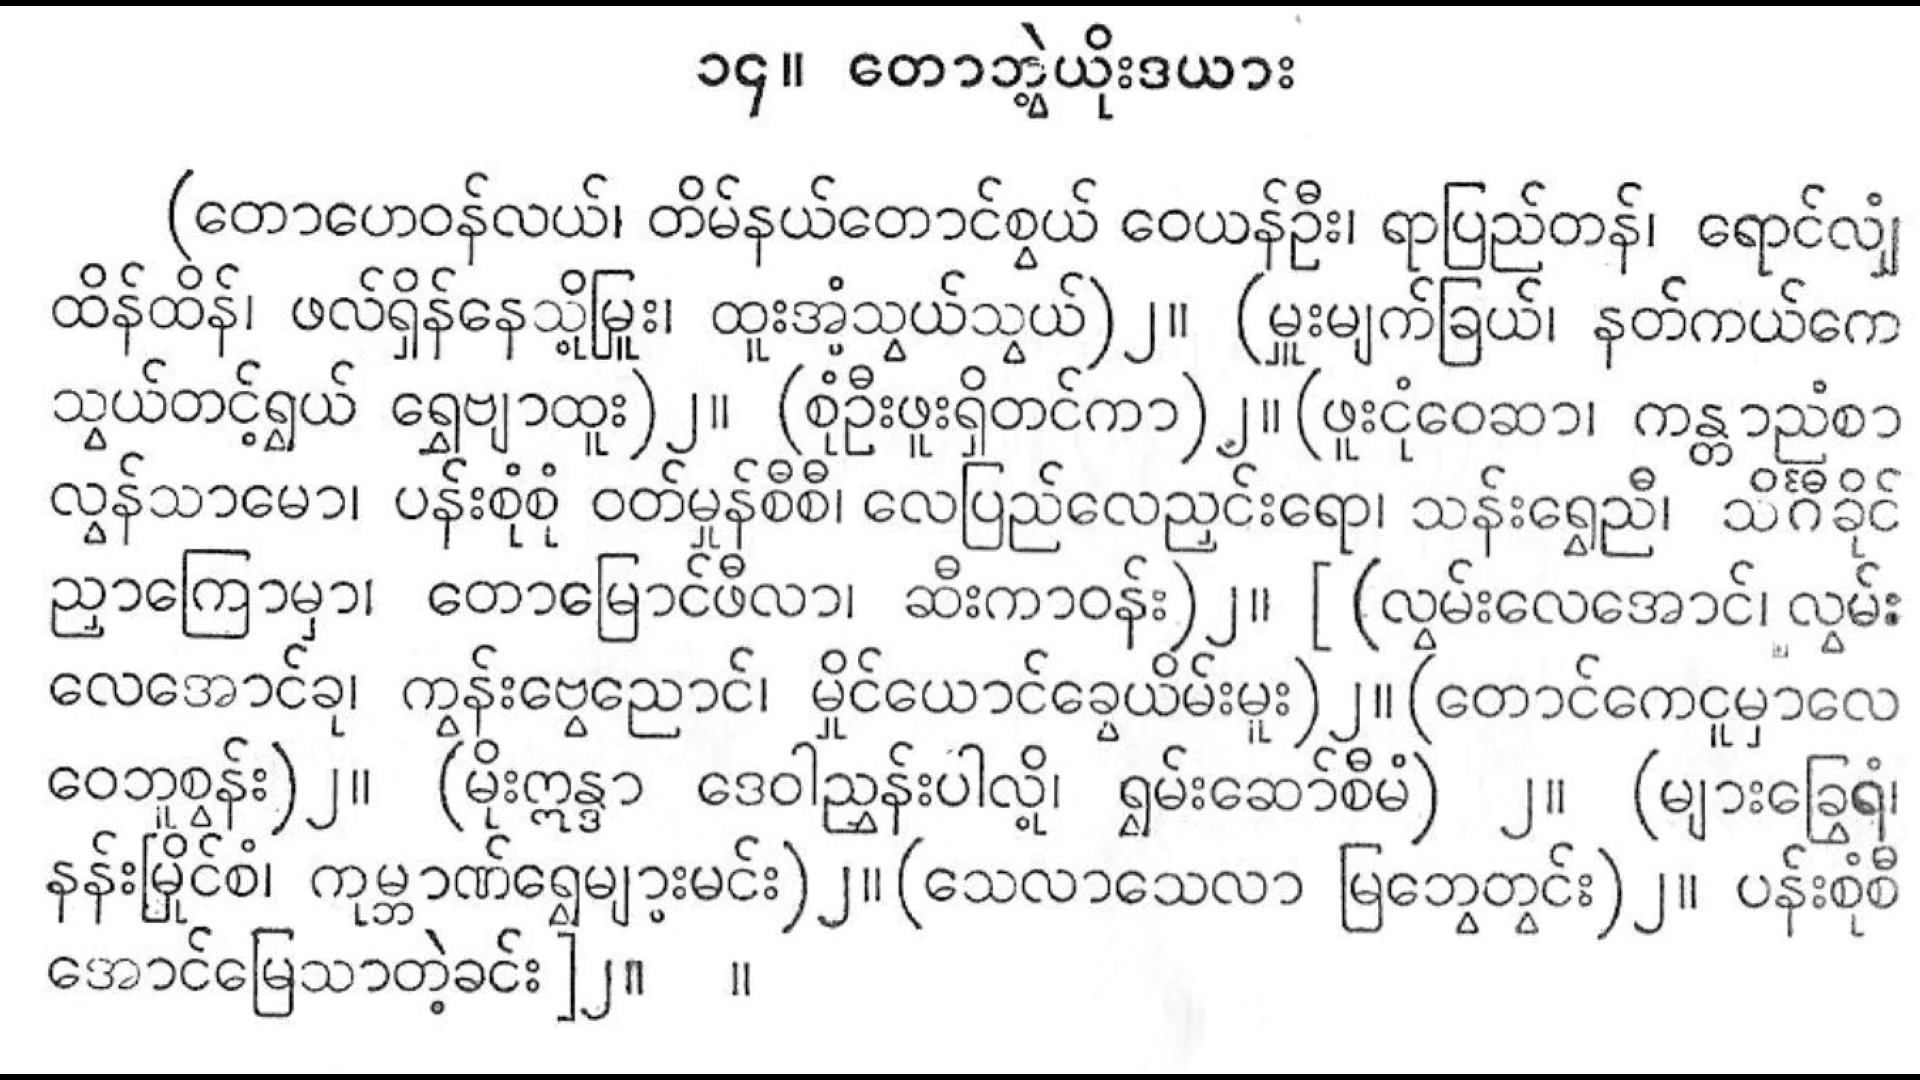 ၁၄။ တောဘွဲ့ယိုးဒယား
(တောဟေဝန်လယ်၊ တိမ်နယ်တောင်စွယ် ဝေယန်ဦး၊ ရာပြည်တန်၊ ရောင်လျှံ
ထိန်ထိန်၊ ဖလ်ရှိန်နေသို့မြူး၊ ထူးအံ့သွယ်သွယ်)၂။ (မှူးမျက်ခြယ်၊ နတ်ကယ်ကေ
သွယ်တင့်ရွှယ် ရွှေဗျာထူး)၂။ (စုံဦးဖူးရှိတင်ကာ)၂။ (ဖူးငုံဝေဆာ၊ ကန္တာညံစာ
လွန်သာမော၊ ပန်းစုံစုံ ဝတ်မှုန်စီစီ၊ လေပြည်လေညှင်းရော၊ သန်းရွှေညီ၊ သိင်္ဂီခိုင်
ညှာကြောမှာ၊ တောမြောင်ဖီလာ၊ ဆီးကာဝန်း)၂။ [ (လွမ်းလေအောင်၊ လွမ်း
လေအောင်ခု၊ ကွန်းဗွေညောင်၊ မှိုင်ယောင်ခွေယိမ်းမူး)၂။ (တောင်ကေငူမှာလေ
ဝေဘူစွန်း)၂။ (မိုးဣန္ဒာ ဒေဝါညွှန်းပါလို့၊ ရွှမ်းဆော်စီမံ) ၂။ (များခြွေရံ၊
နန်းမြိုင်စံ၊ ကုမ္ဘာဏ်ရွှေများ့မင်း)၂။ (သေလာသေလာ မြဘွေတွင်း)၂။ ပန်းစုံစီ
အောင်မြေသာတဲ့ခင်း ]၂။ ။